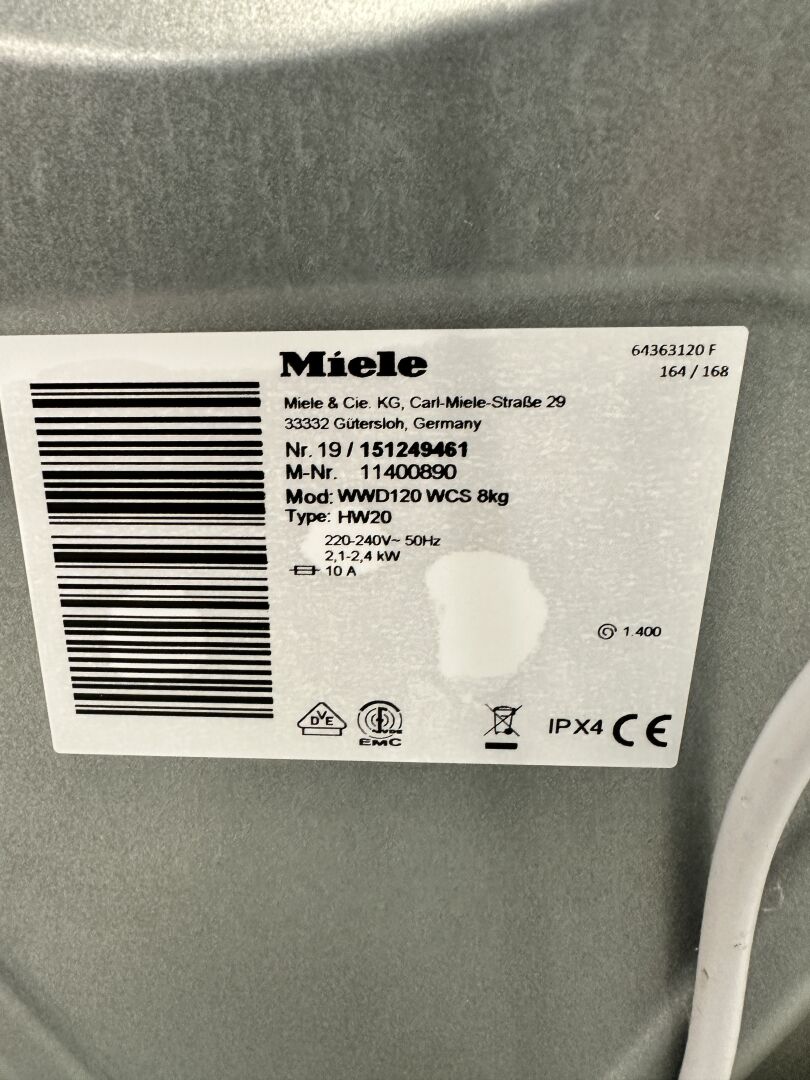 Miele
64363120 F
164 / 168
Miele & Cie. KG, Carl-Miele-Straße 29
33332 Gütersloh, Germany
Nr. 19 / 151249461
M-Nr. 11400890
Mod: WWD120 WCS 8kg
Type: HW20
220-240V~ 50Hz
2,1-2,4 kW
10 A
1.400
DVE
VDE
EMC
IPX4 CE